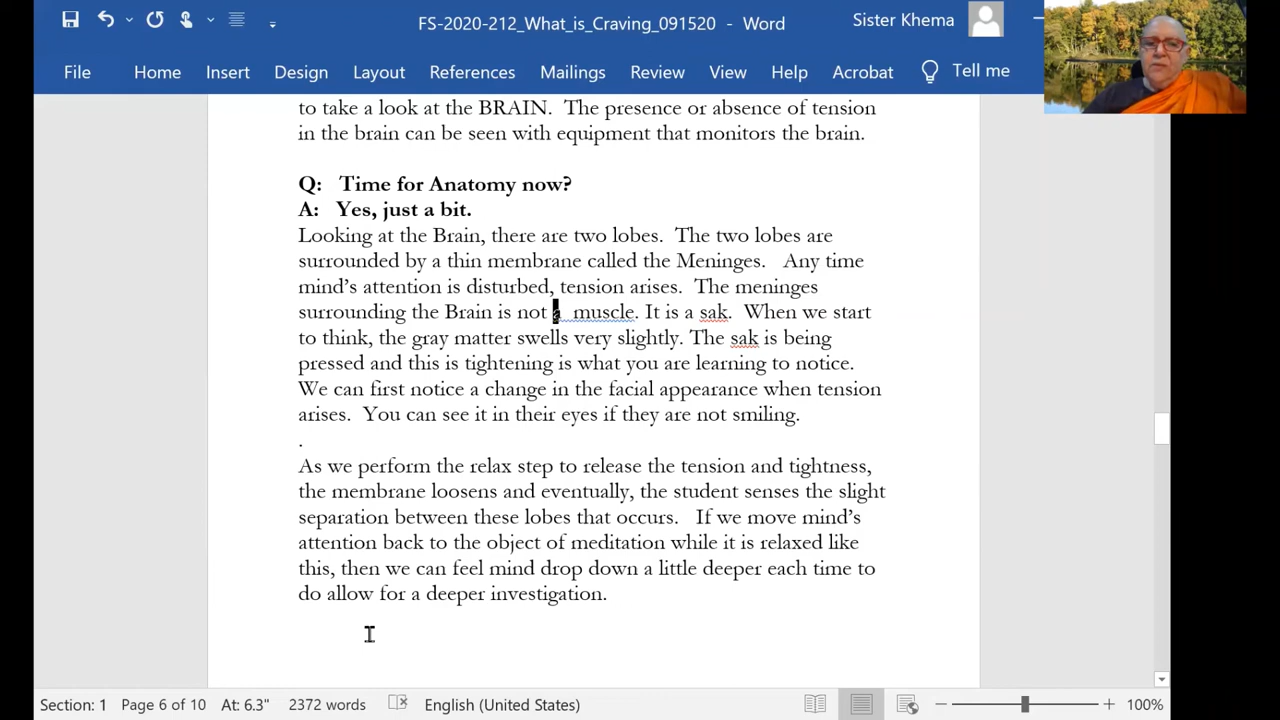 FS-2020-212_What_is_Craving_091520 - Word
Sister Khema
File Home Insert Design Layout References Mailings Review View Help Acrobat Tell me
to take a look at the BRAIN. The presence or absence of tension
in the brain can be seen with equipment that monitors the brain.
Q: Time for Anatomy now?
A: Yes, just a bit.
Looking at the Brain, there are two lobes. The two lobes are
surrounded by a thin membrane called the Meninges. Any time
mind's attention is disturbed, tension arises. The meninges
surrounding the Brain is not a muscle. It is a sak. When we start
to think, the gray matter swells very slightly. The sak is being
pressed and this is tightening is what you are learning to notice.
We can first notice a change in the facial appearance when tension
arises. You can see it in their eyes if they are not smiling.
.
As we perform the relax step to release the tension and tightness,
the membrane loosens and eventually, the student senses the slight
separation between these lobes that occurs. If we move mind's
attention back to the object of meditation while it is relaxed like
this, then we can feel mind drop down a little deeper each time to
do allow for a deeper investigation.
Section: 1 Page 6 of 10 At: 6.3" 2372 words English (United States) 100%